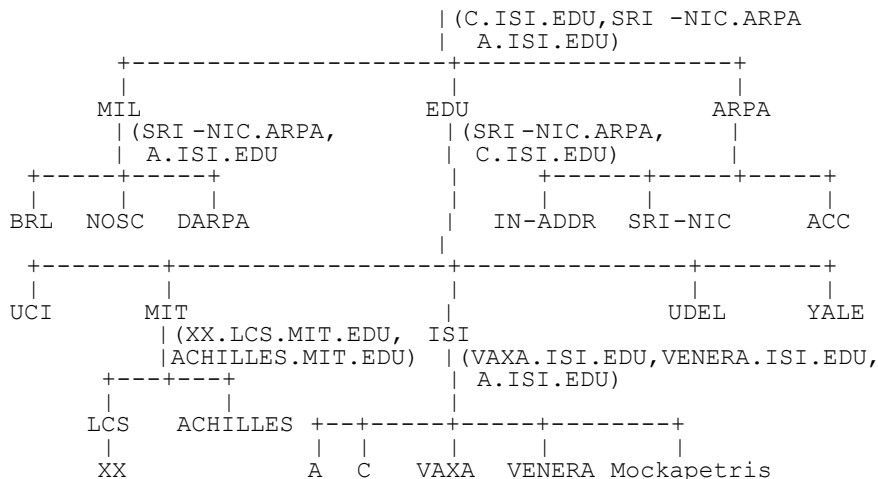 (C.ISI.EDU,SRI -NIC.ARPA
A.ISI.EDU)
MIL EDU ARPA
(SRI -NIC.ARPA, (SRI -NIC.ARPA,
A.ISI.EDU C.ISI.EDU)
BRL NOSC DARPA IN-ADDR SRI-NIC ACC
UCI MIT UDEL YALE
(XX.LCS.MIT.EDU, ISI
ACHILLES.MIT.EDU) (VAXA.ISI.EDU,VENERA.ISI.EDU,
A.ISI.EDU)
LCS ACHILLES
XX A C VAXA VENERA Mockapetris